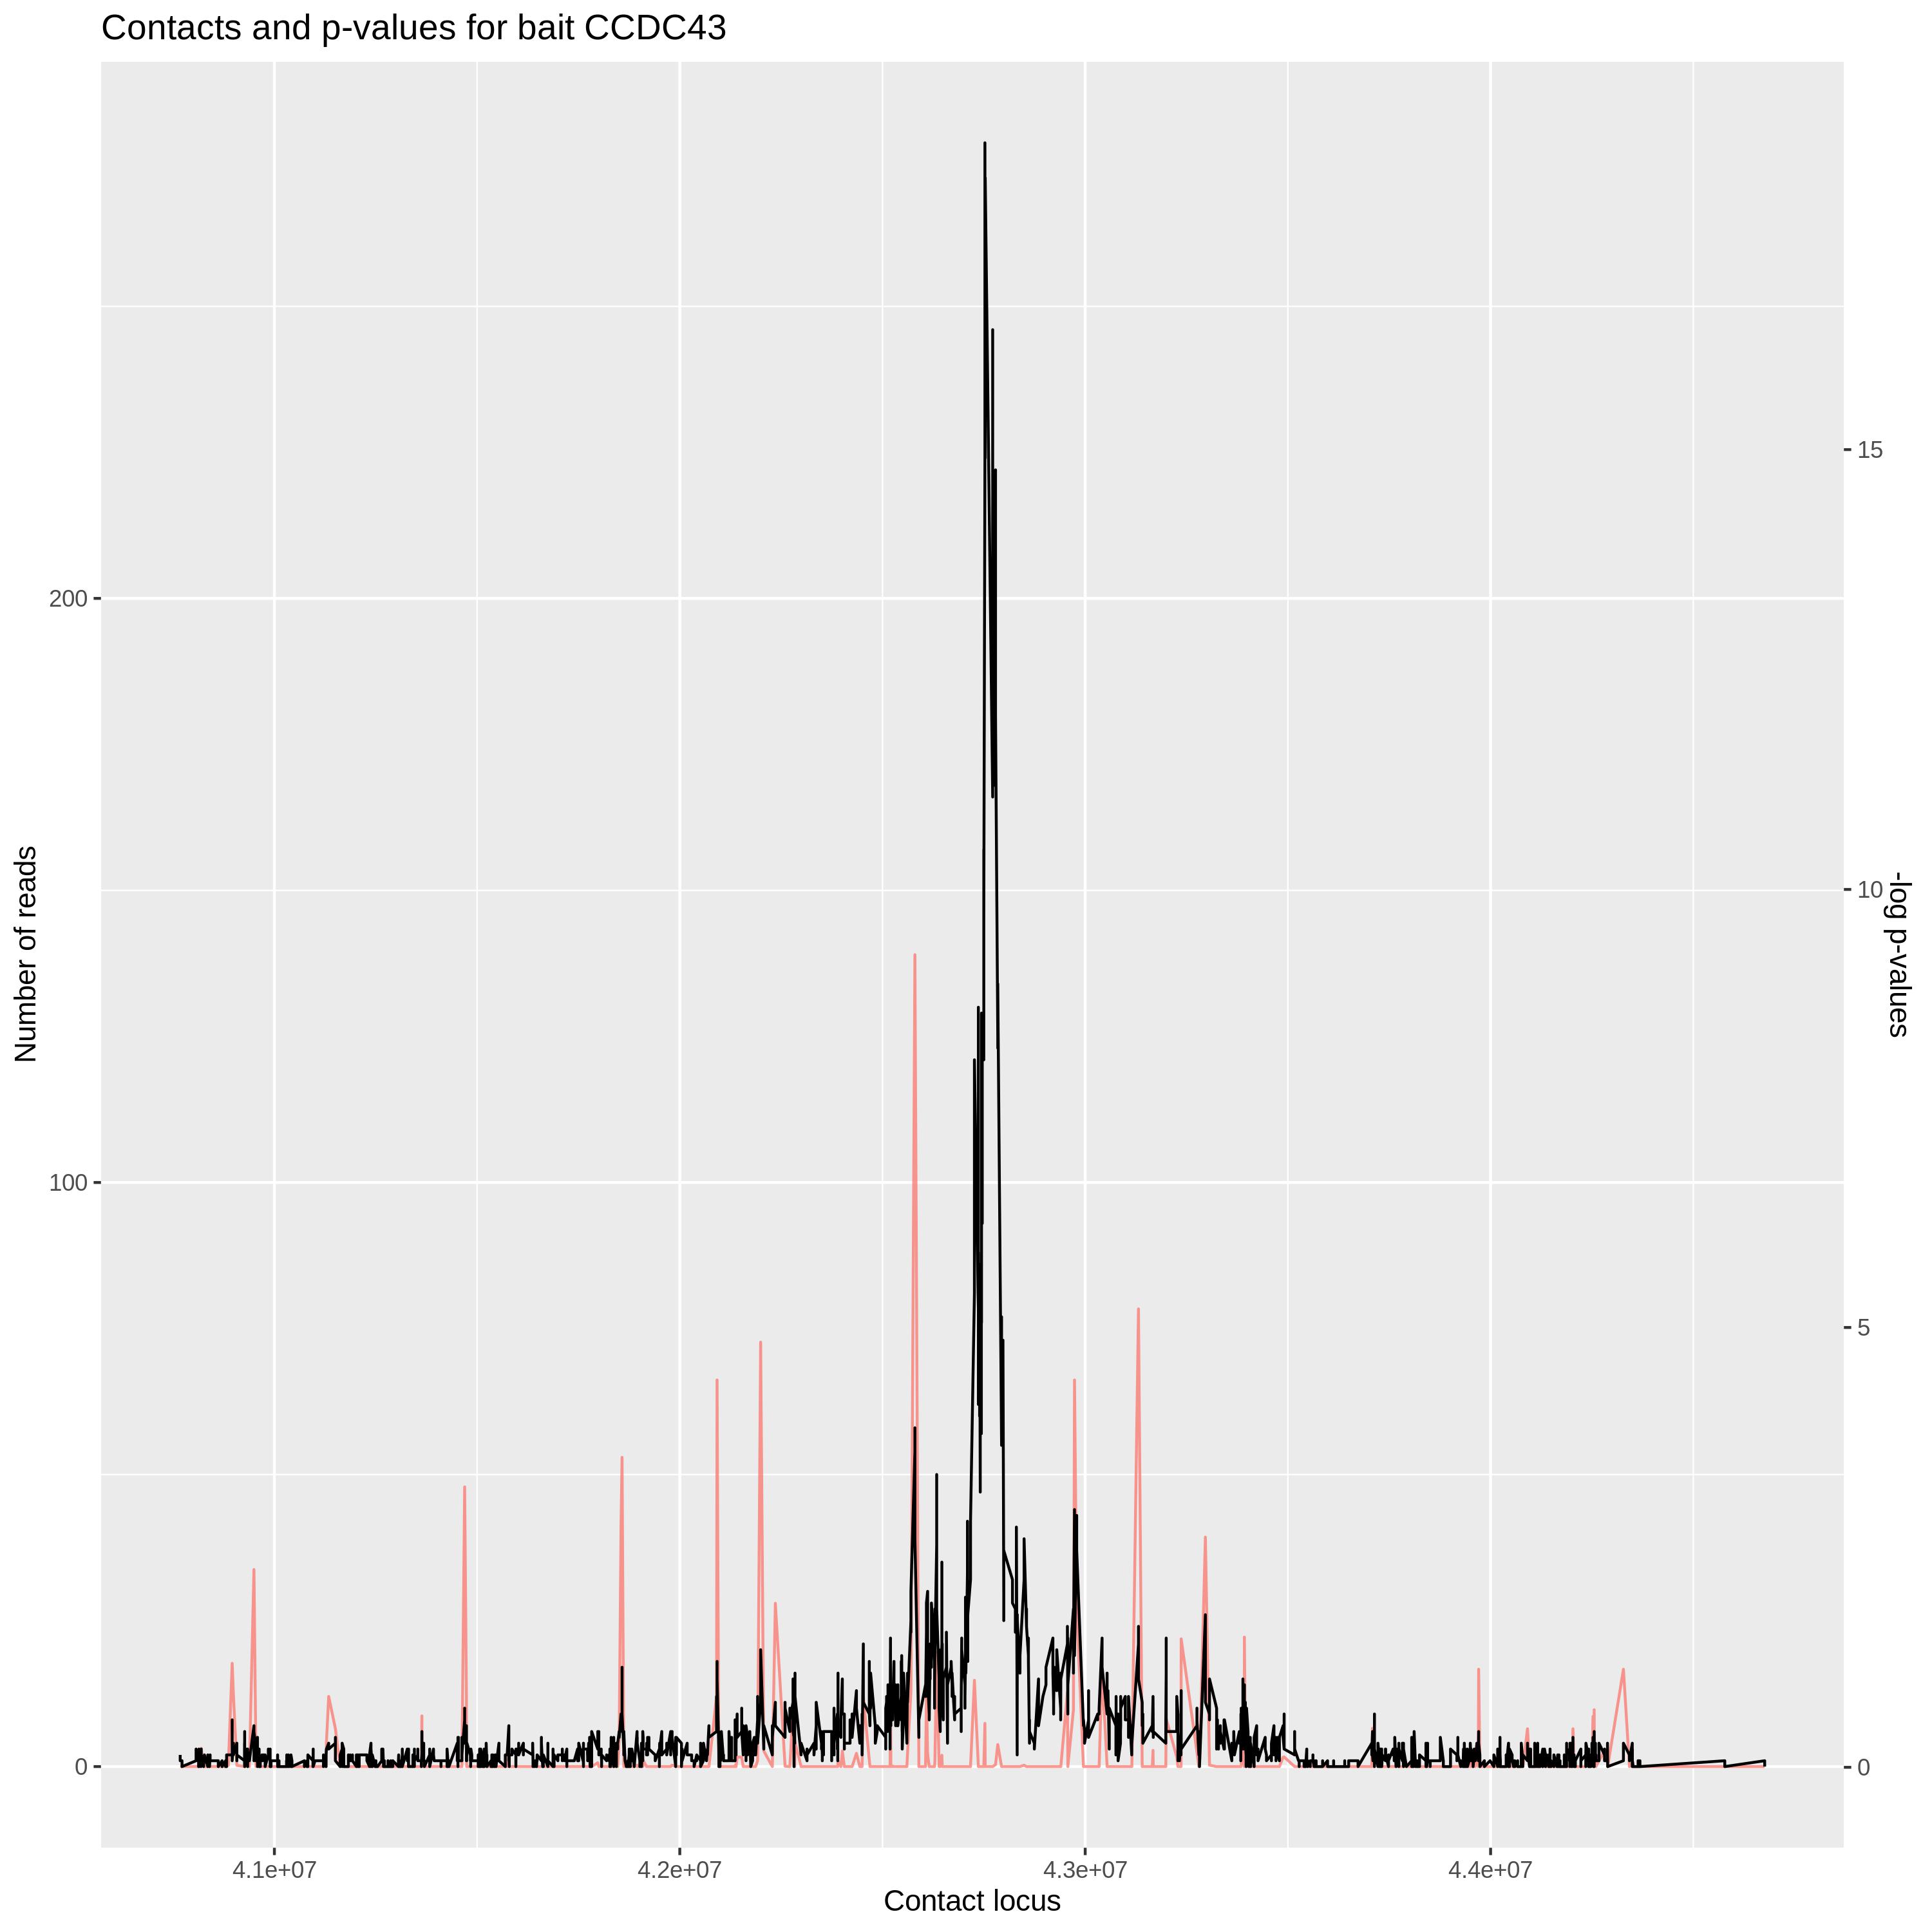 Contacts and p-values for bait CCDC43
Number of reads
200
100
0
15
10
5
0
-log p-values
4.1e+07
4.2e+07
4.3e+07
4.4e+07
Contact locus